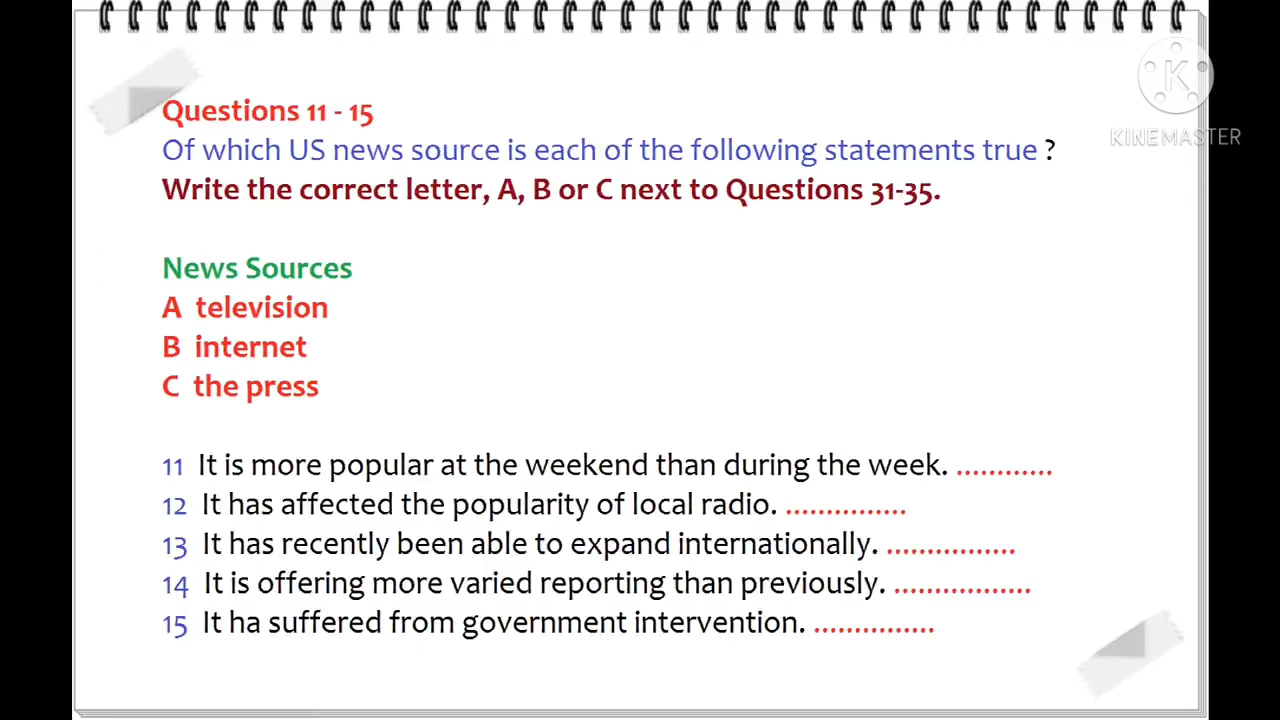 Questions 11 - 15
K
KINEMASTER
Of which US news source is each of the following statements true ?
Write the correct letter, A, B or C next to Questions 31-35.
News Sources
A television
B internet
C the press
11 It is more popular at the weekend than during the week. ............
12 It has affected the popularity of local radio. ...............
13 It has recently been able to expand internationally. ................
14 It is offering more varied reporting than previously. .................
15 It ha suffered from government intervention. ...............